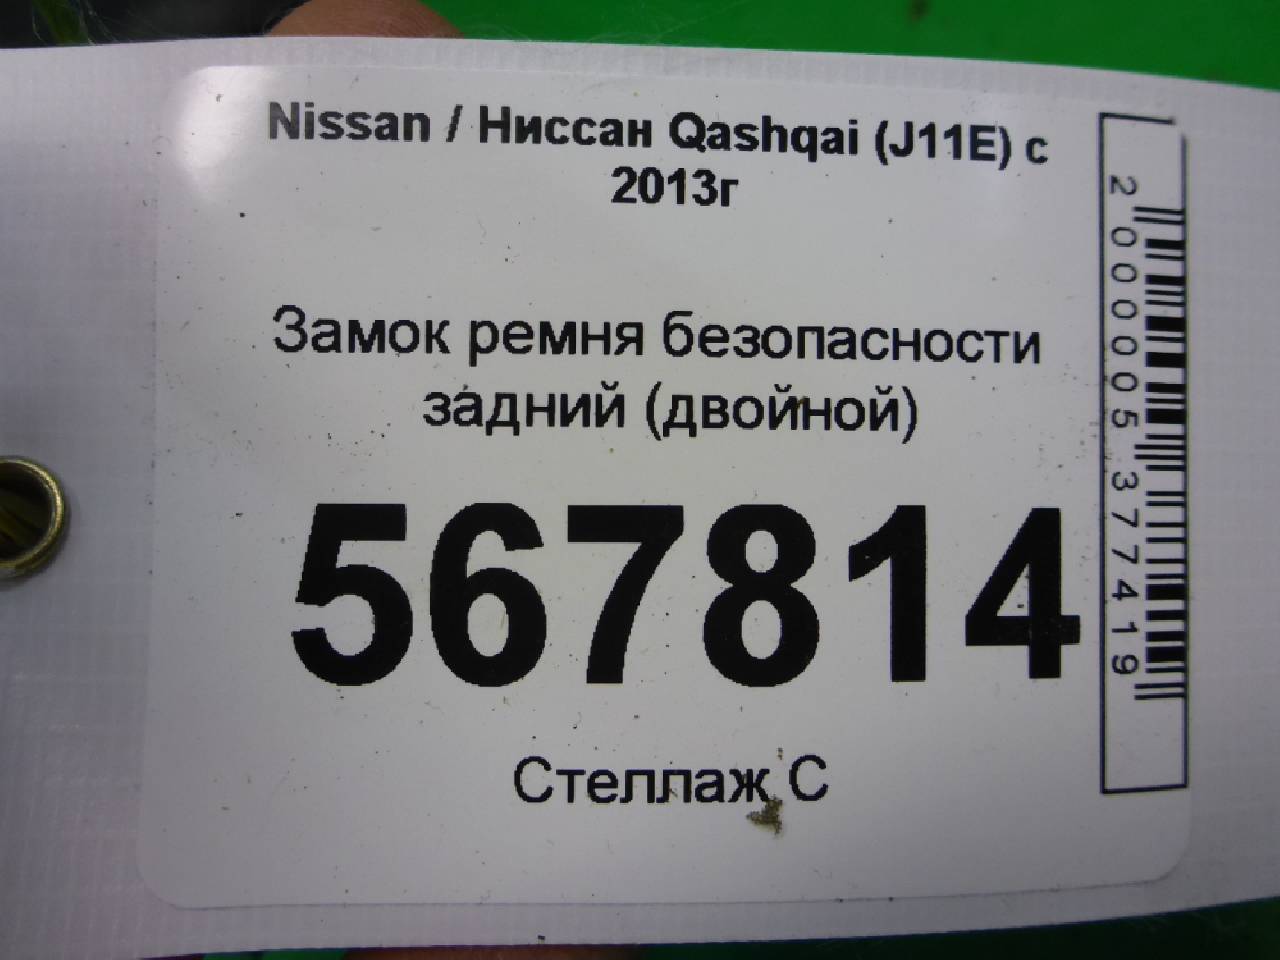 Nissan / Ниссан Qashqai (J11E) с
2013г
Замок ремня безопасности
задний (двойной)
567814
Стеллаж С
2000005377419